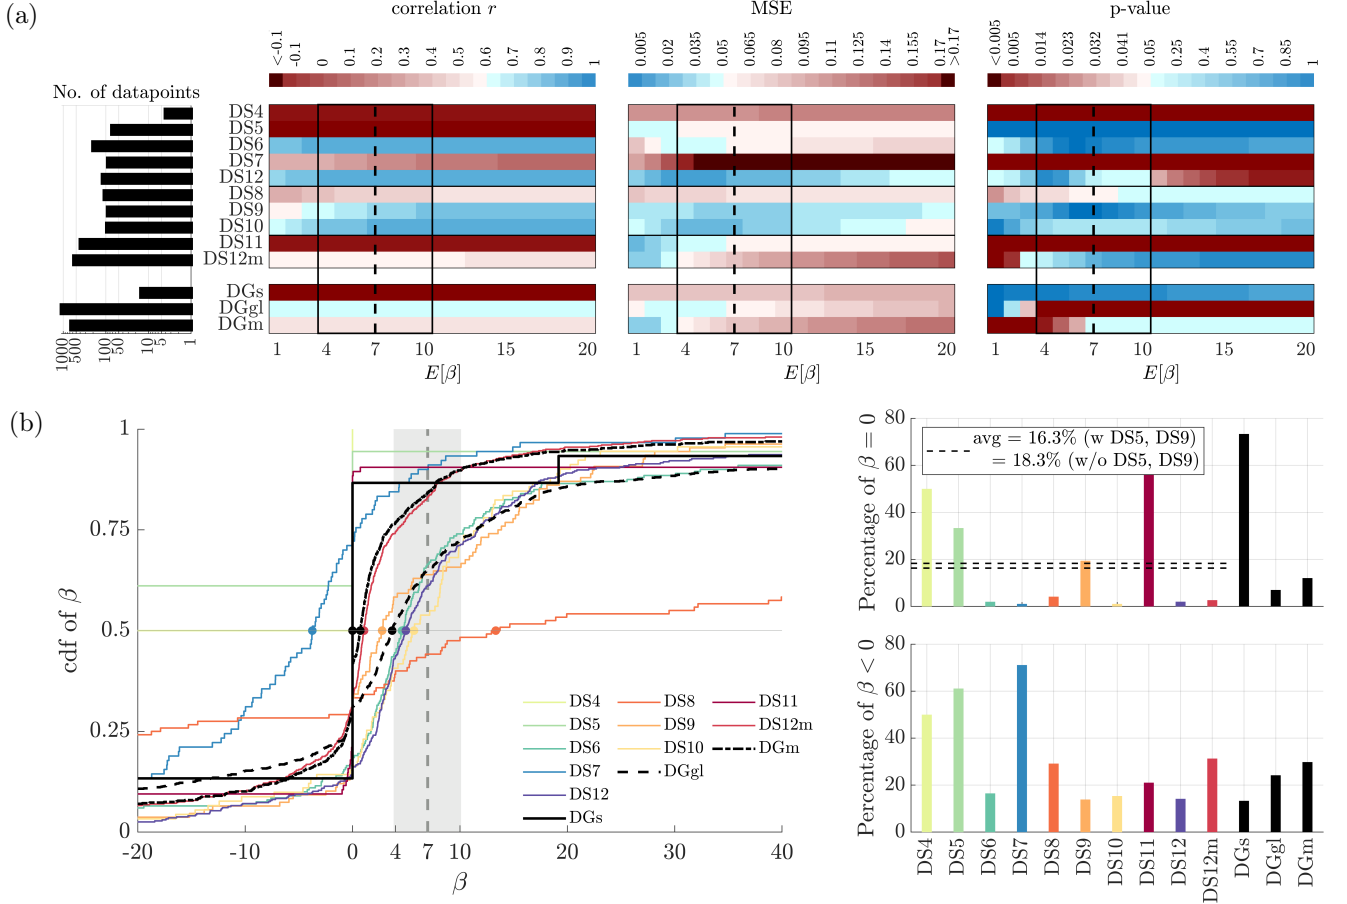 (a)
correlation r
MSE
p-value
<-0.1
-0.1
0
0.1
0.2
0.3
0.4
0.5
0.6
0.7
0.8
0.9
1
0.005
0.02
0.035
0.05
0.065
0.08
0.095
0.11
0.125
0.14
0.155
0.17
>0.17
<0.005
0.005
0.014
0.023
0.032
0.041
0.05
0.25
0.4
0.55
0.7
0.85
1
No. of datapoints
DS4
DS5
DS6
DS7
DS12
DS8
DS9
DS10
DS11
DS12m
DGs
DGgl
DGm
1000
500
100
50
10
5
1
1 4 7 10 15 20
E[β]
1 4 7 10 15 20
E[β]
1 4 7 10 15 20
E[β]
(b)
cdf of β
1
0.75
0.5
0.25
0
-20 -10 0 4 7 10 20 30 40
β
DS4 DS8 DS11
DS5 DS9 DS12m
DS6 DS10 DGm
DS7 DGgl
DS12
DGs
Percentage of β = 0
80
60
40
20
0
avg = 16.3% (w DS5, DS9)
= 18.3% (w/o DS5, DS9)
Percentage of β < 0
80
60
40
20
0
DS4
DS5
DS6
DS7
DS8
DS9
DS10
DS11
DS12
DS12m
DGs
DGgl
DGm